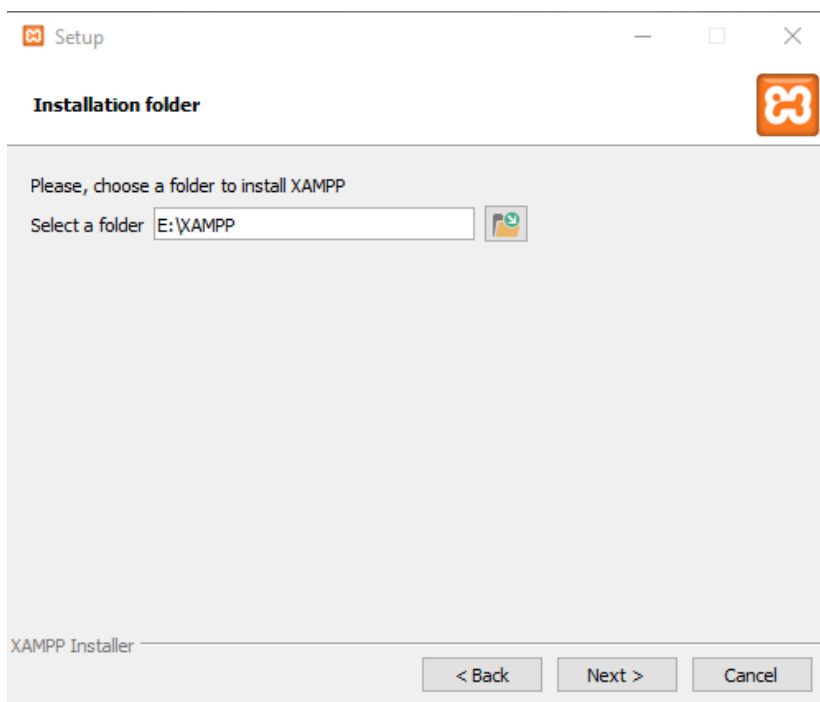 Setup
Installation folder
Please, choose a folder to install XAMPP
Select a folder E:\XAMPP
XAMPP Installer
< Back Next > Cancel